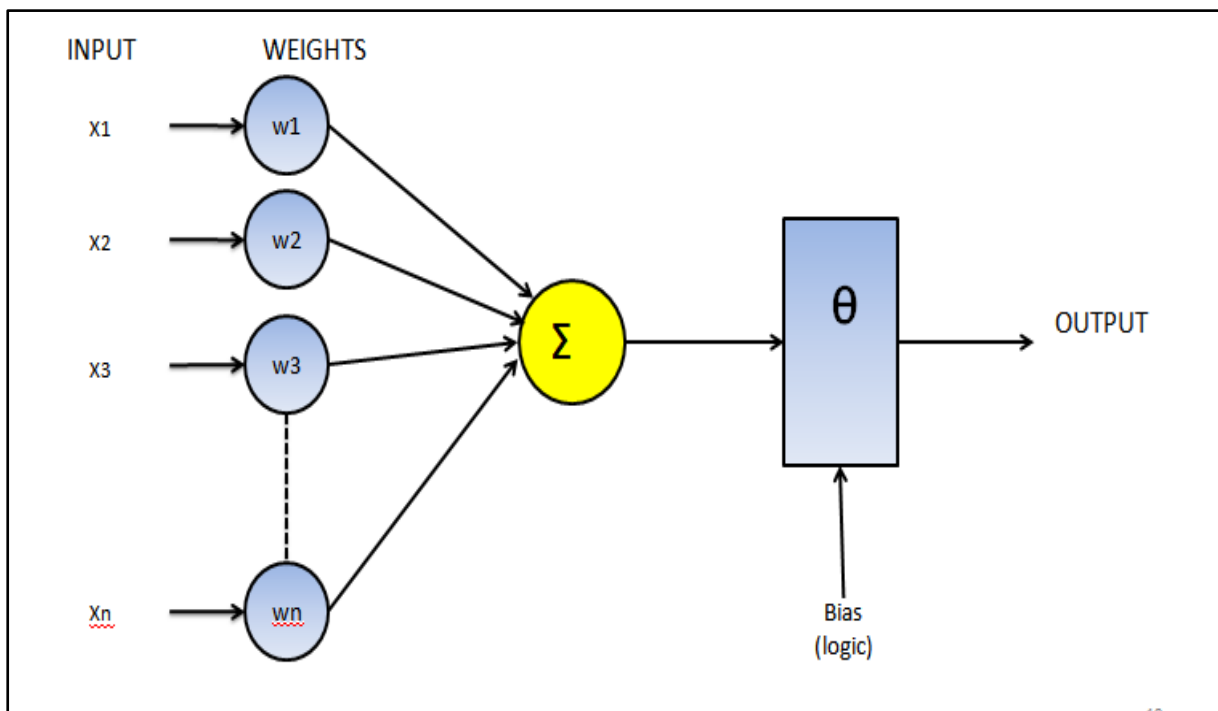 INPUT WEIGHTS
X1 w1
X2 w2
X3 w3
Σ
θ
OUTPUT
Xn wn
Bias
(logic)